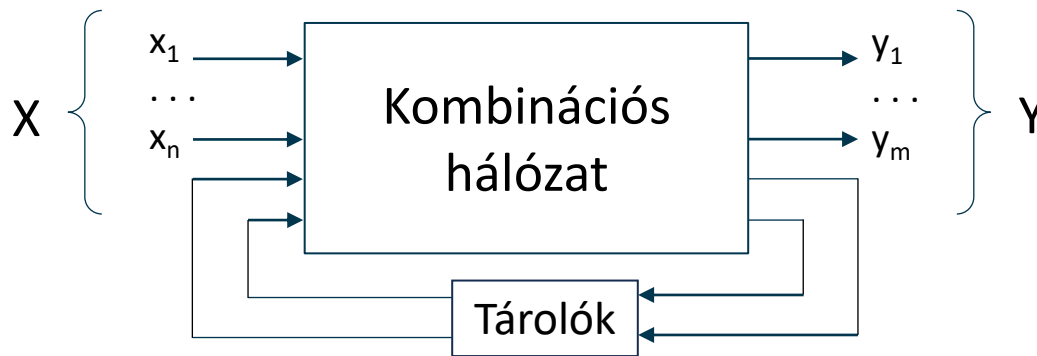 X
x₁
. . .
xₙ
Kombinációs
hálózat
y₁
. . .
yₘ
Y
Tárolók